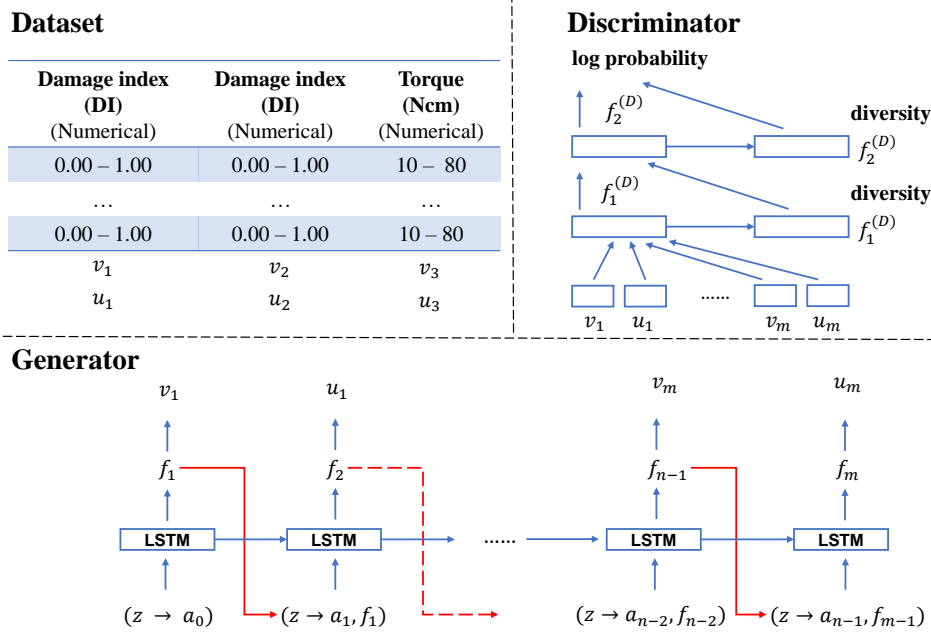 Dataset
Damage index (DI) (Numerical) Damage index (DI) (Numerical) Torque (Ncm) (Numerical)
0.00 – 1.00 0.00 – 1.00 10 – 80
... ... ...
0.00 – 1.00 0.00 – 1.00 10 – 80
v₁ v₂ v₃
u₁ u₂ u₃
Discriminator
log probability
f₂^(D) diversity
f₂^(D)
f₁^(D) diversity
f₁^(D)
......
v₁ u₁ vₘ uₘ
Generator
v₁ u₁ vₘ uₘ
f₁ f₂ fₙ₋₁ fₘ
LSTM LSTM ...... LSTM LSTM
(z → a₀) (z → a₁, f₁) (z → aₙ₋₂, fₙ₋₂) (z → aₙ₋₁, fₘ₋₁)